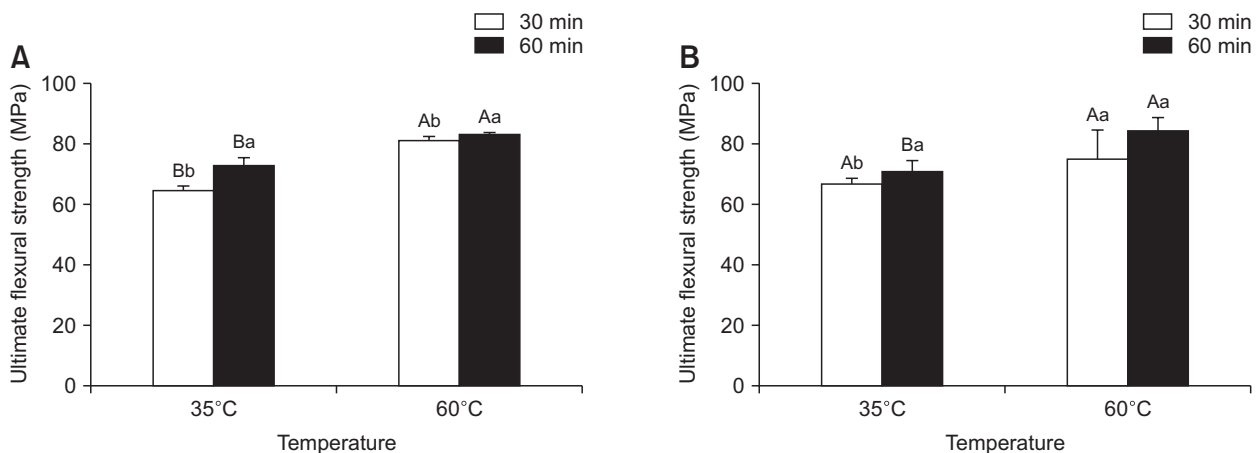 A
30 min
60 min
Ultimate flexural strength (MPa)
100
80
60
40
20
0
Bb
Ba
Ab
Aa
35°C
60°C
Temperature
B
30 min
60 min
Ultimate flexural strength (MPa)
100
80
60
40
20
0
Ab
Ba
Aa
Aa
35°C
60°C
Temperature